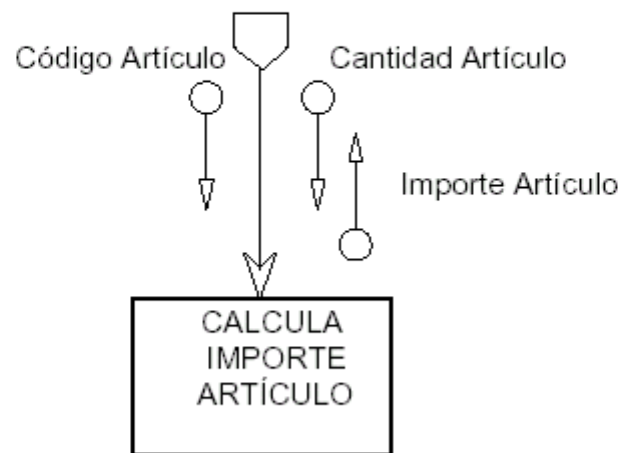 Código Artículo
Cantidad Artículo
Importe Artículo
CALCULA
IMPORTE
ARTÍCULO